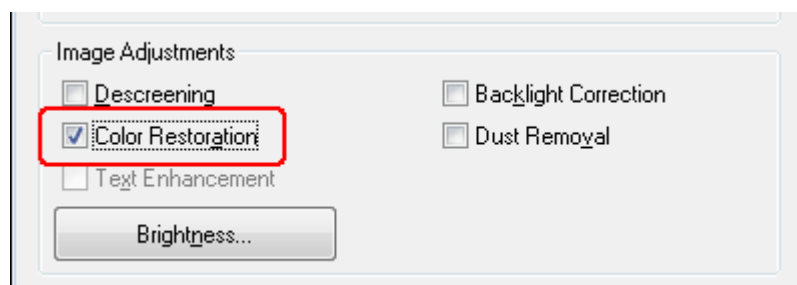 Image Adjustments
Descreening
Backlight Correction
Color Restoration
Dust Removal
Text Enhancement
Brightness...